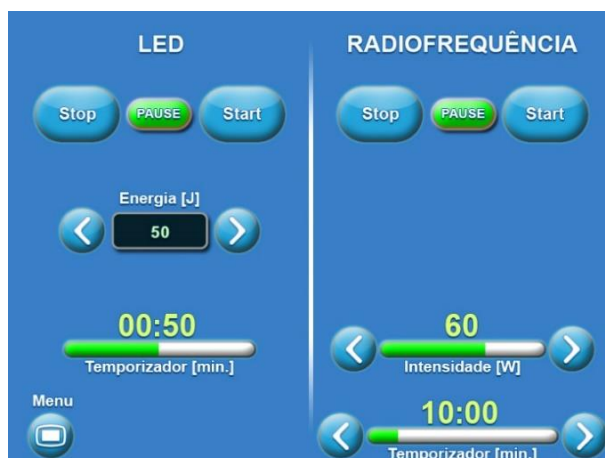 LED
Stop PAUSE Start
Energia [J]
50
00:50
Temporizador [min.]
Menu
RADIOFREQUÊNCIA
Stop PAUSE Start
60
Intensidade [W]
10:00
Temporizador [min.]